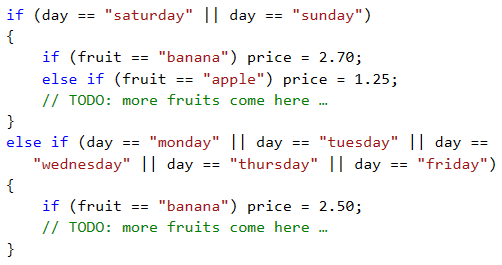 if (day == "saturday" || day == "sunday")
{
    if (fruit == "banana") price = 2.70;
    else if (fruit == "apple") price = 1.25;
    // TODO: more fruits come here …
}
else if (day == "monday" || day == "tuesday" || day ==
   "wednesday" || day == "thursday" || day == "friday")
{
    if (fruit == "banana") price = 2.50;
    // TODO: more fruits come here …
}